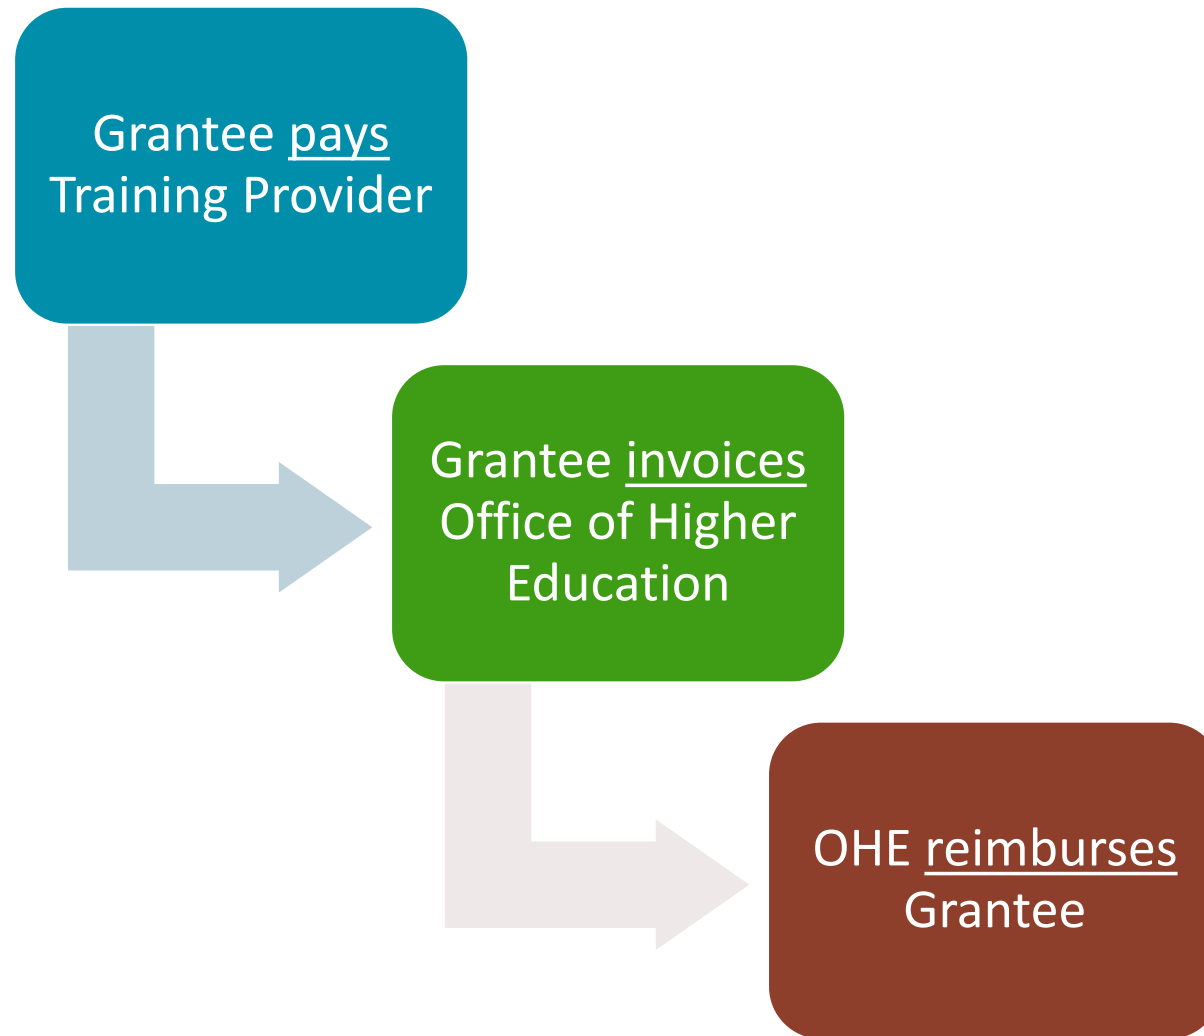 Grantee pays
Training Provider
Grantee invoices
Office of Higher
Education
OHE reimburses
Grantee